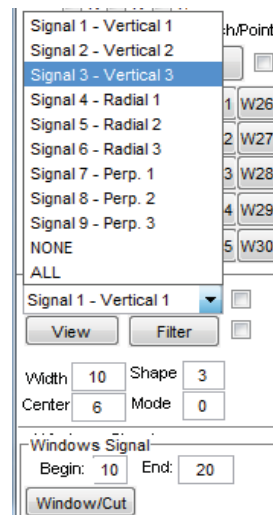 Signal 1 - Vertical 1
Signal 2 - Vertical 2
Signal 3 - Vertical 3
Signal 4 - Radial 1
Signal 5 - Radial 2
Signal 6 - Radial 3
Signal 7 - Perp. 1
Signal 8 - Perp. 2
Signal 9 - Perp. 3
NONE
ALL
ch/Point
1 W26
2 W27
3 W28
4 W29
5 W30
Signal 1 - Vertical 1
View Filter
Width 10 Shape 3
Center 6 Mode 0
Windows Signal
Begin: 10 End: 20
Window/Cut